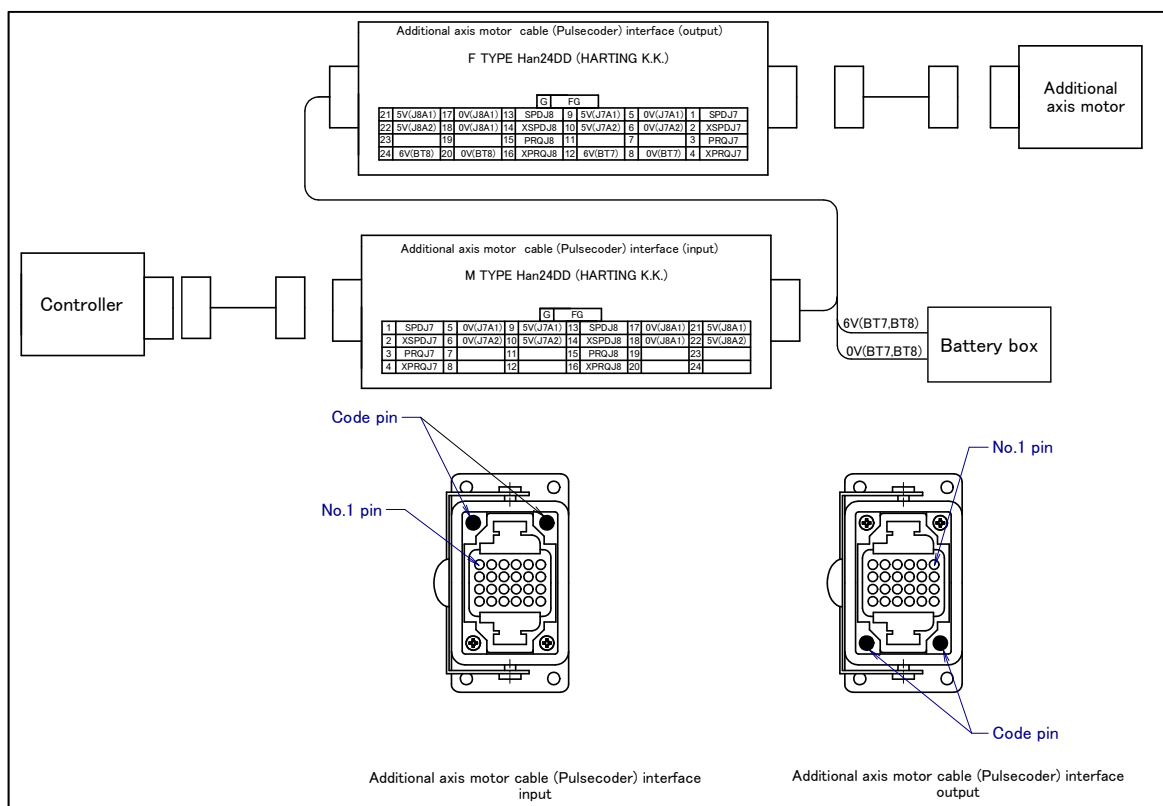 Additional axis motor cable (Pulsecoder) interface (output)
F TYPE Han24DD (HARTING K.K.)
G FG
21 5V(J8A1) 17 0V(J8A1) 13 SPDJ8 9 5V(J7A1) 5 0V(J7A1) 1 SPDJ7
22 5V(J8A2) 18 0V(J8A1) 14 XSPDJ8 10 5V(J7A2) 6 0V(J7A2) 2 XSPDJ7
23 19 15 PRQJ8 11 7 3 PRQJ7
24 6V(BT8) 20 0V(BT8) 16 XPRQJ8 12 6V(BT7) 8 0V(BT7) 4 XPRQJ7
Additional
axis motor
Additional axis motor cable (Pulsecoder) interface (input)
M TYPE Han24DD (HARTING K.K.)
G FG
1 SPDJ7 5 0V(J7A1) 9 5V(J7A1) 13 SPDJ8 17 0V(J8A1) 21 5V(J8A1)
2 XSPDJ7 6 0V(J7A2) 10 5V(J7A2) 14 XSPDJ8 18 0V(J8A1) 22 5V(J8A2)
3 PRQJ7 7 11 15 PRQJ8 19 23
4 XPRQJ7 8 12 16 XPRQJ8 20 24
Controller
6V(BT7,BT8)
0V(BT7,BT8)
Battery box
Code pin
No.1 pin
No.1 pin
Code pin
Additional axis motor cable (Pulsecoder) interface
input
Additional axis motor cable (Pulsecoder) interface
output